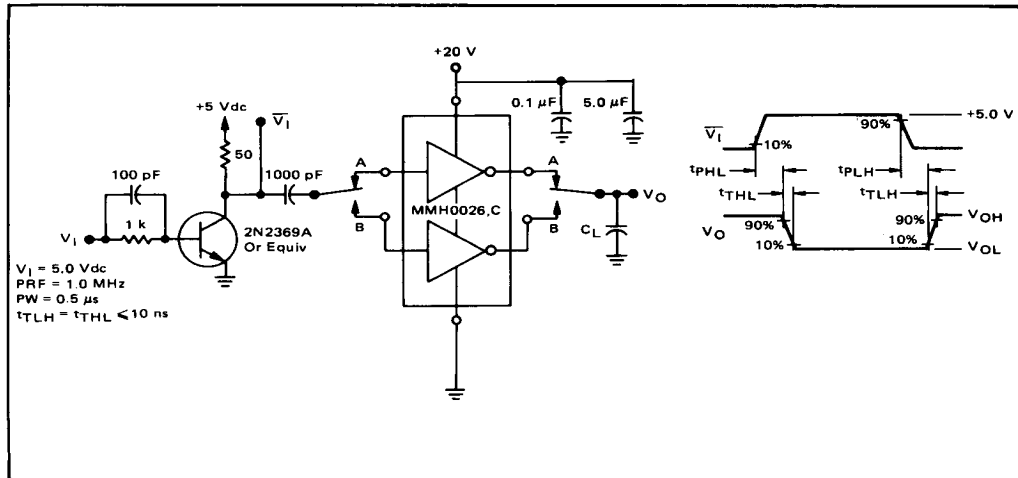 +20 V
0.1 μF
5.0 μF
+5 Vdc
V̅I̅
50
100 pF
1000 pF
1 k
VI
2N2369A
Or Equiv
VI = 5.0 Vdc
PRF = 1.0 MHz
PW = 0.5 μs
tTLH = tTHL ⩽10 ns
A
B
MMH0026,C
A
B
VO
CL
V̅I̅
10%
90%
+5.0 V
tPHL
tPLH
tTHL
tTLH
VO
90%
10%
90%
10%
VOH
VOL